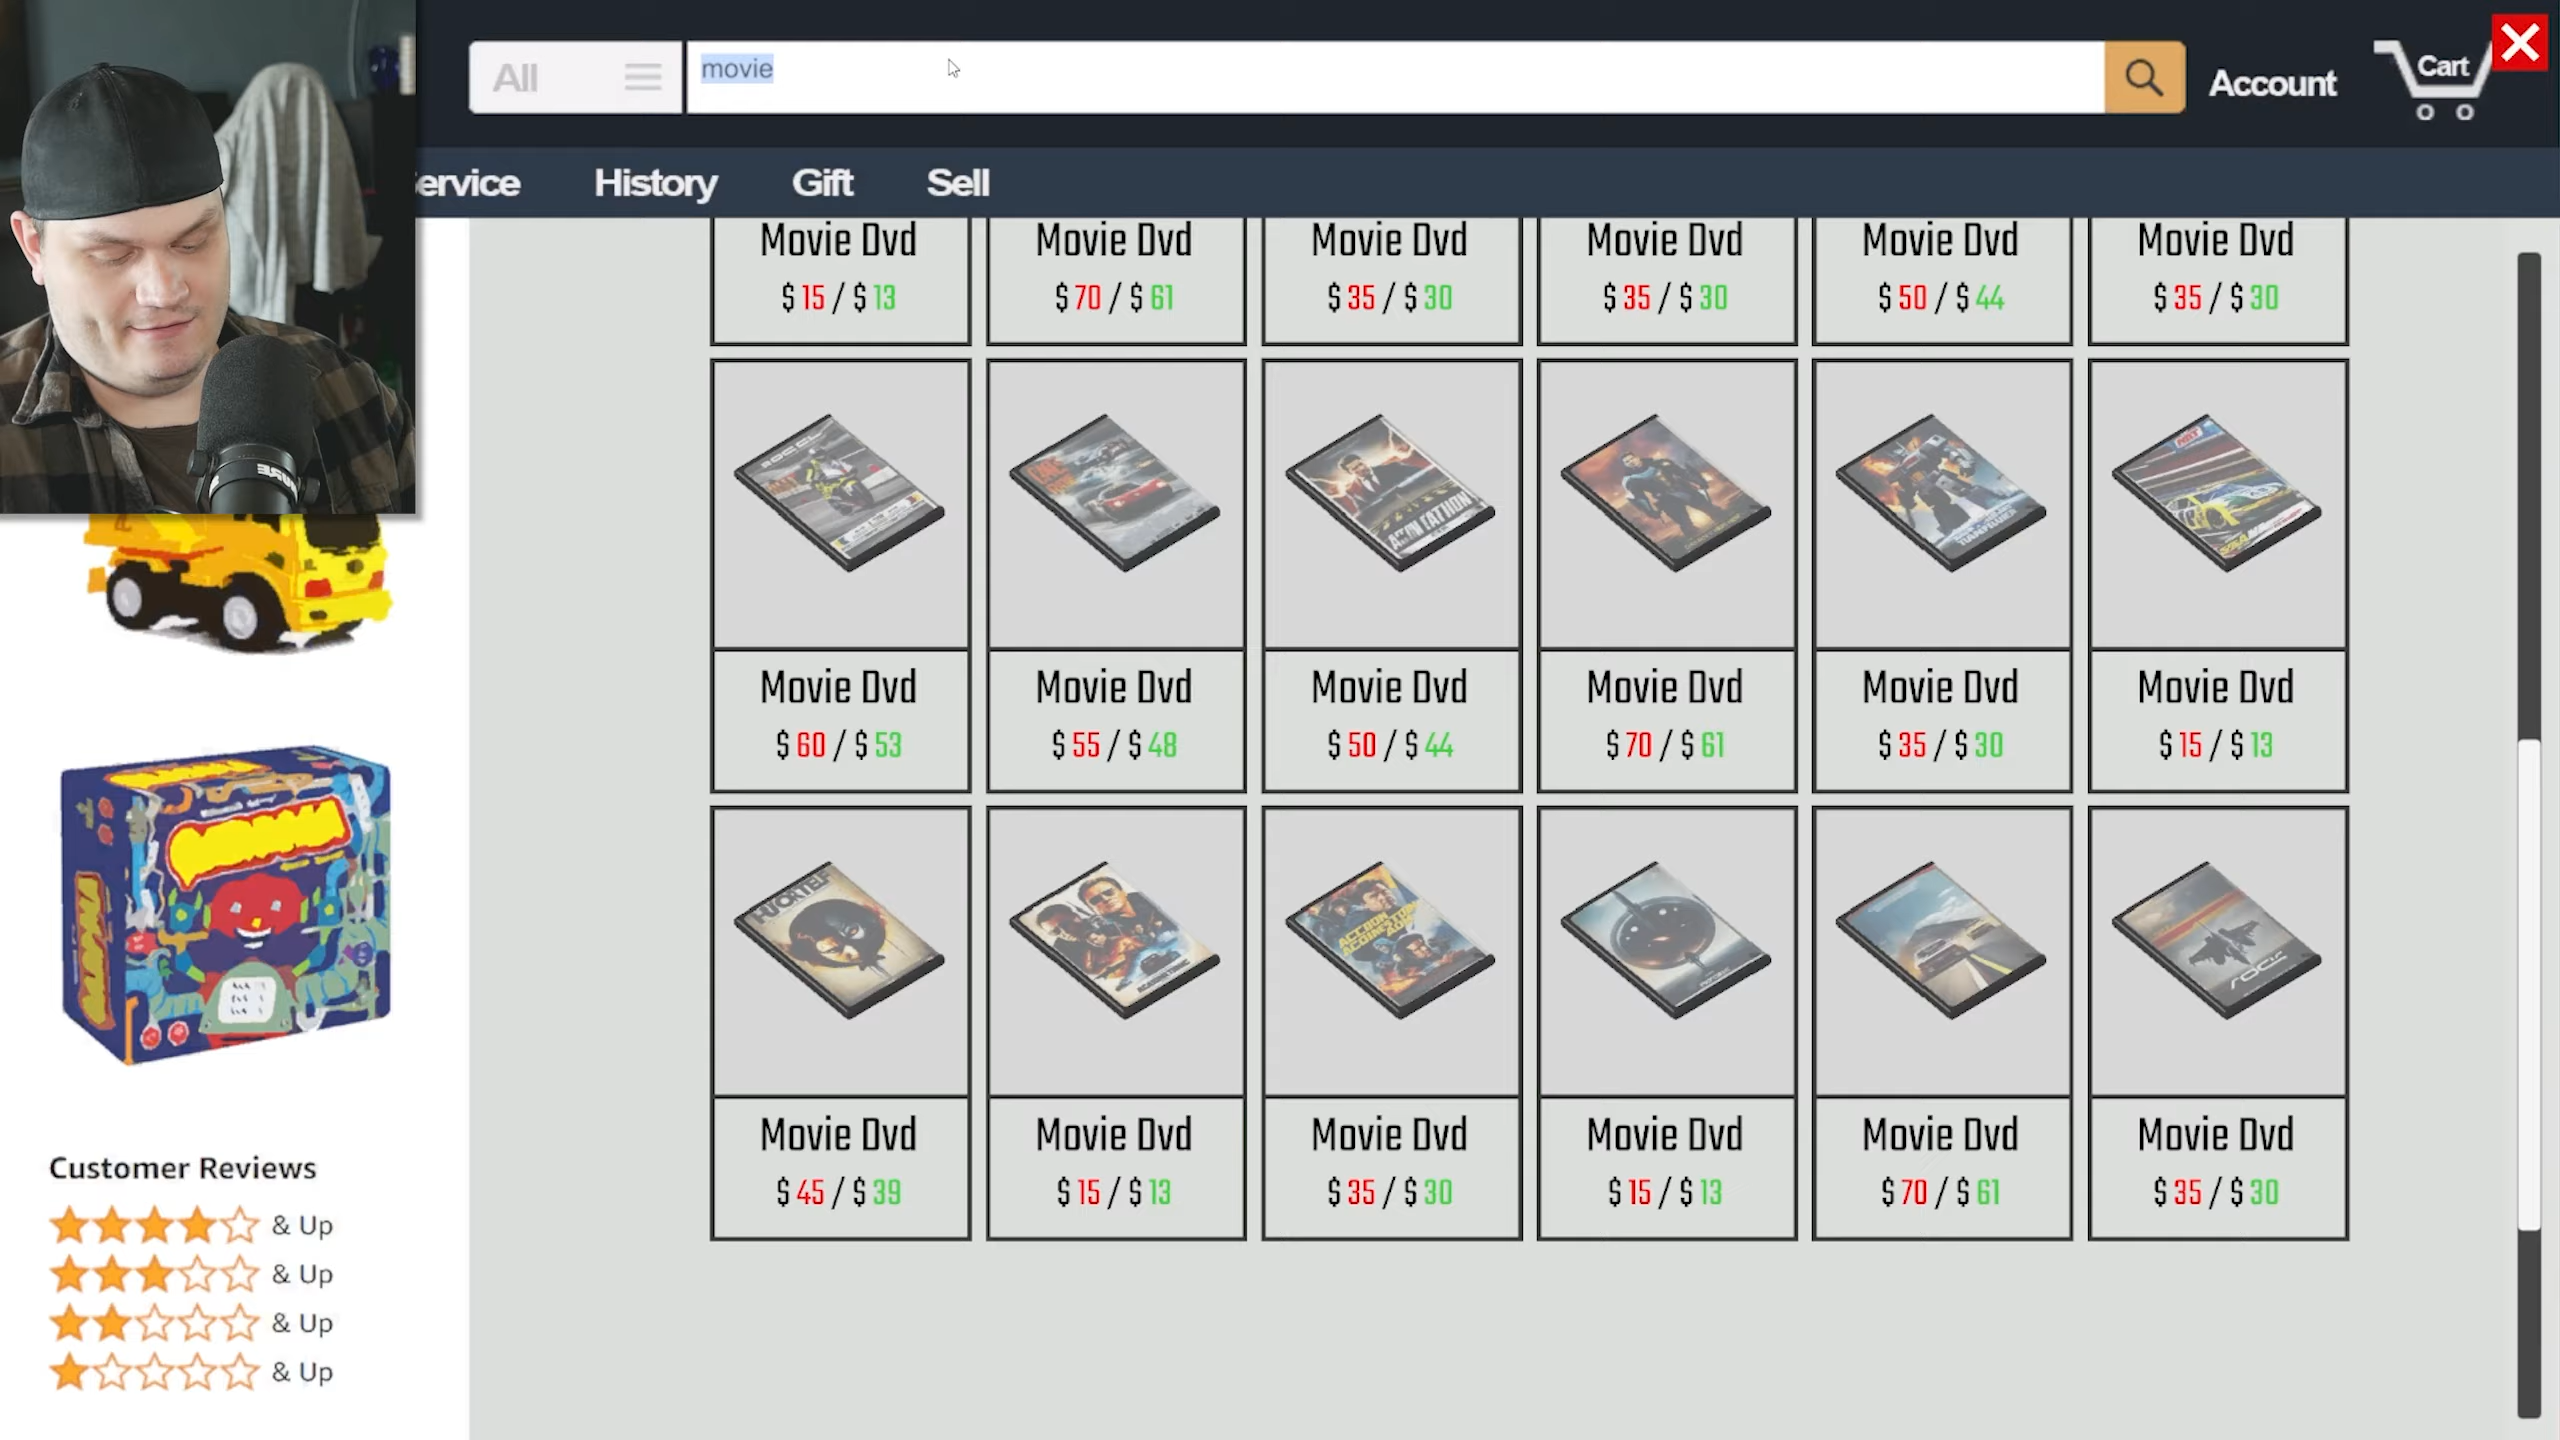 All
movie
Account
Cart
ervice
History
Gift
Sell
Movie Dvd
$ 15 / $ 13
Movie Dvd
$ 70 / $ 61
Movie Dvd
$ 35 / $ 30
Movie Dvd
$ 35 / $ 30
Movie Dvd
$ 50 / $ 44
Movie Dvd
$ 35 / $ 30
Movie Dvd
$ 60 / $ 53
Movie Dvd
$ 55 / $ 48
Movie Dvd
$ 50 / $ 44
Movie Dvd
$ 70 / $ 61
Movie Dvd
$ 35 / $ 30
Movie Dvd
$ 15 / $ 13
ROCK
Movie Dvd
$ 45 / $ 39
Movie Dvd
$ 15 / $ 13
Movie Dvd
$ 35 / $ 30
Movie Dvd
$ 15 / $ 13
Movie Dvd
$ 70 / $ 61
Movie Dvd
$ 35 / $ 30
Customer Reviews
& Up
& Up
& Up
& Up